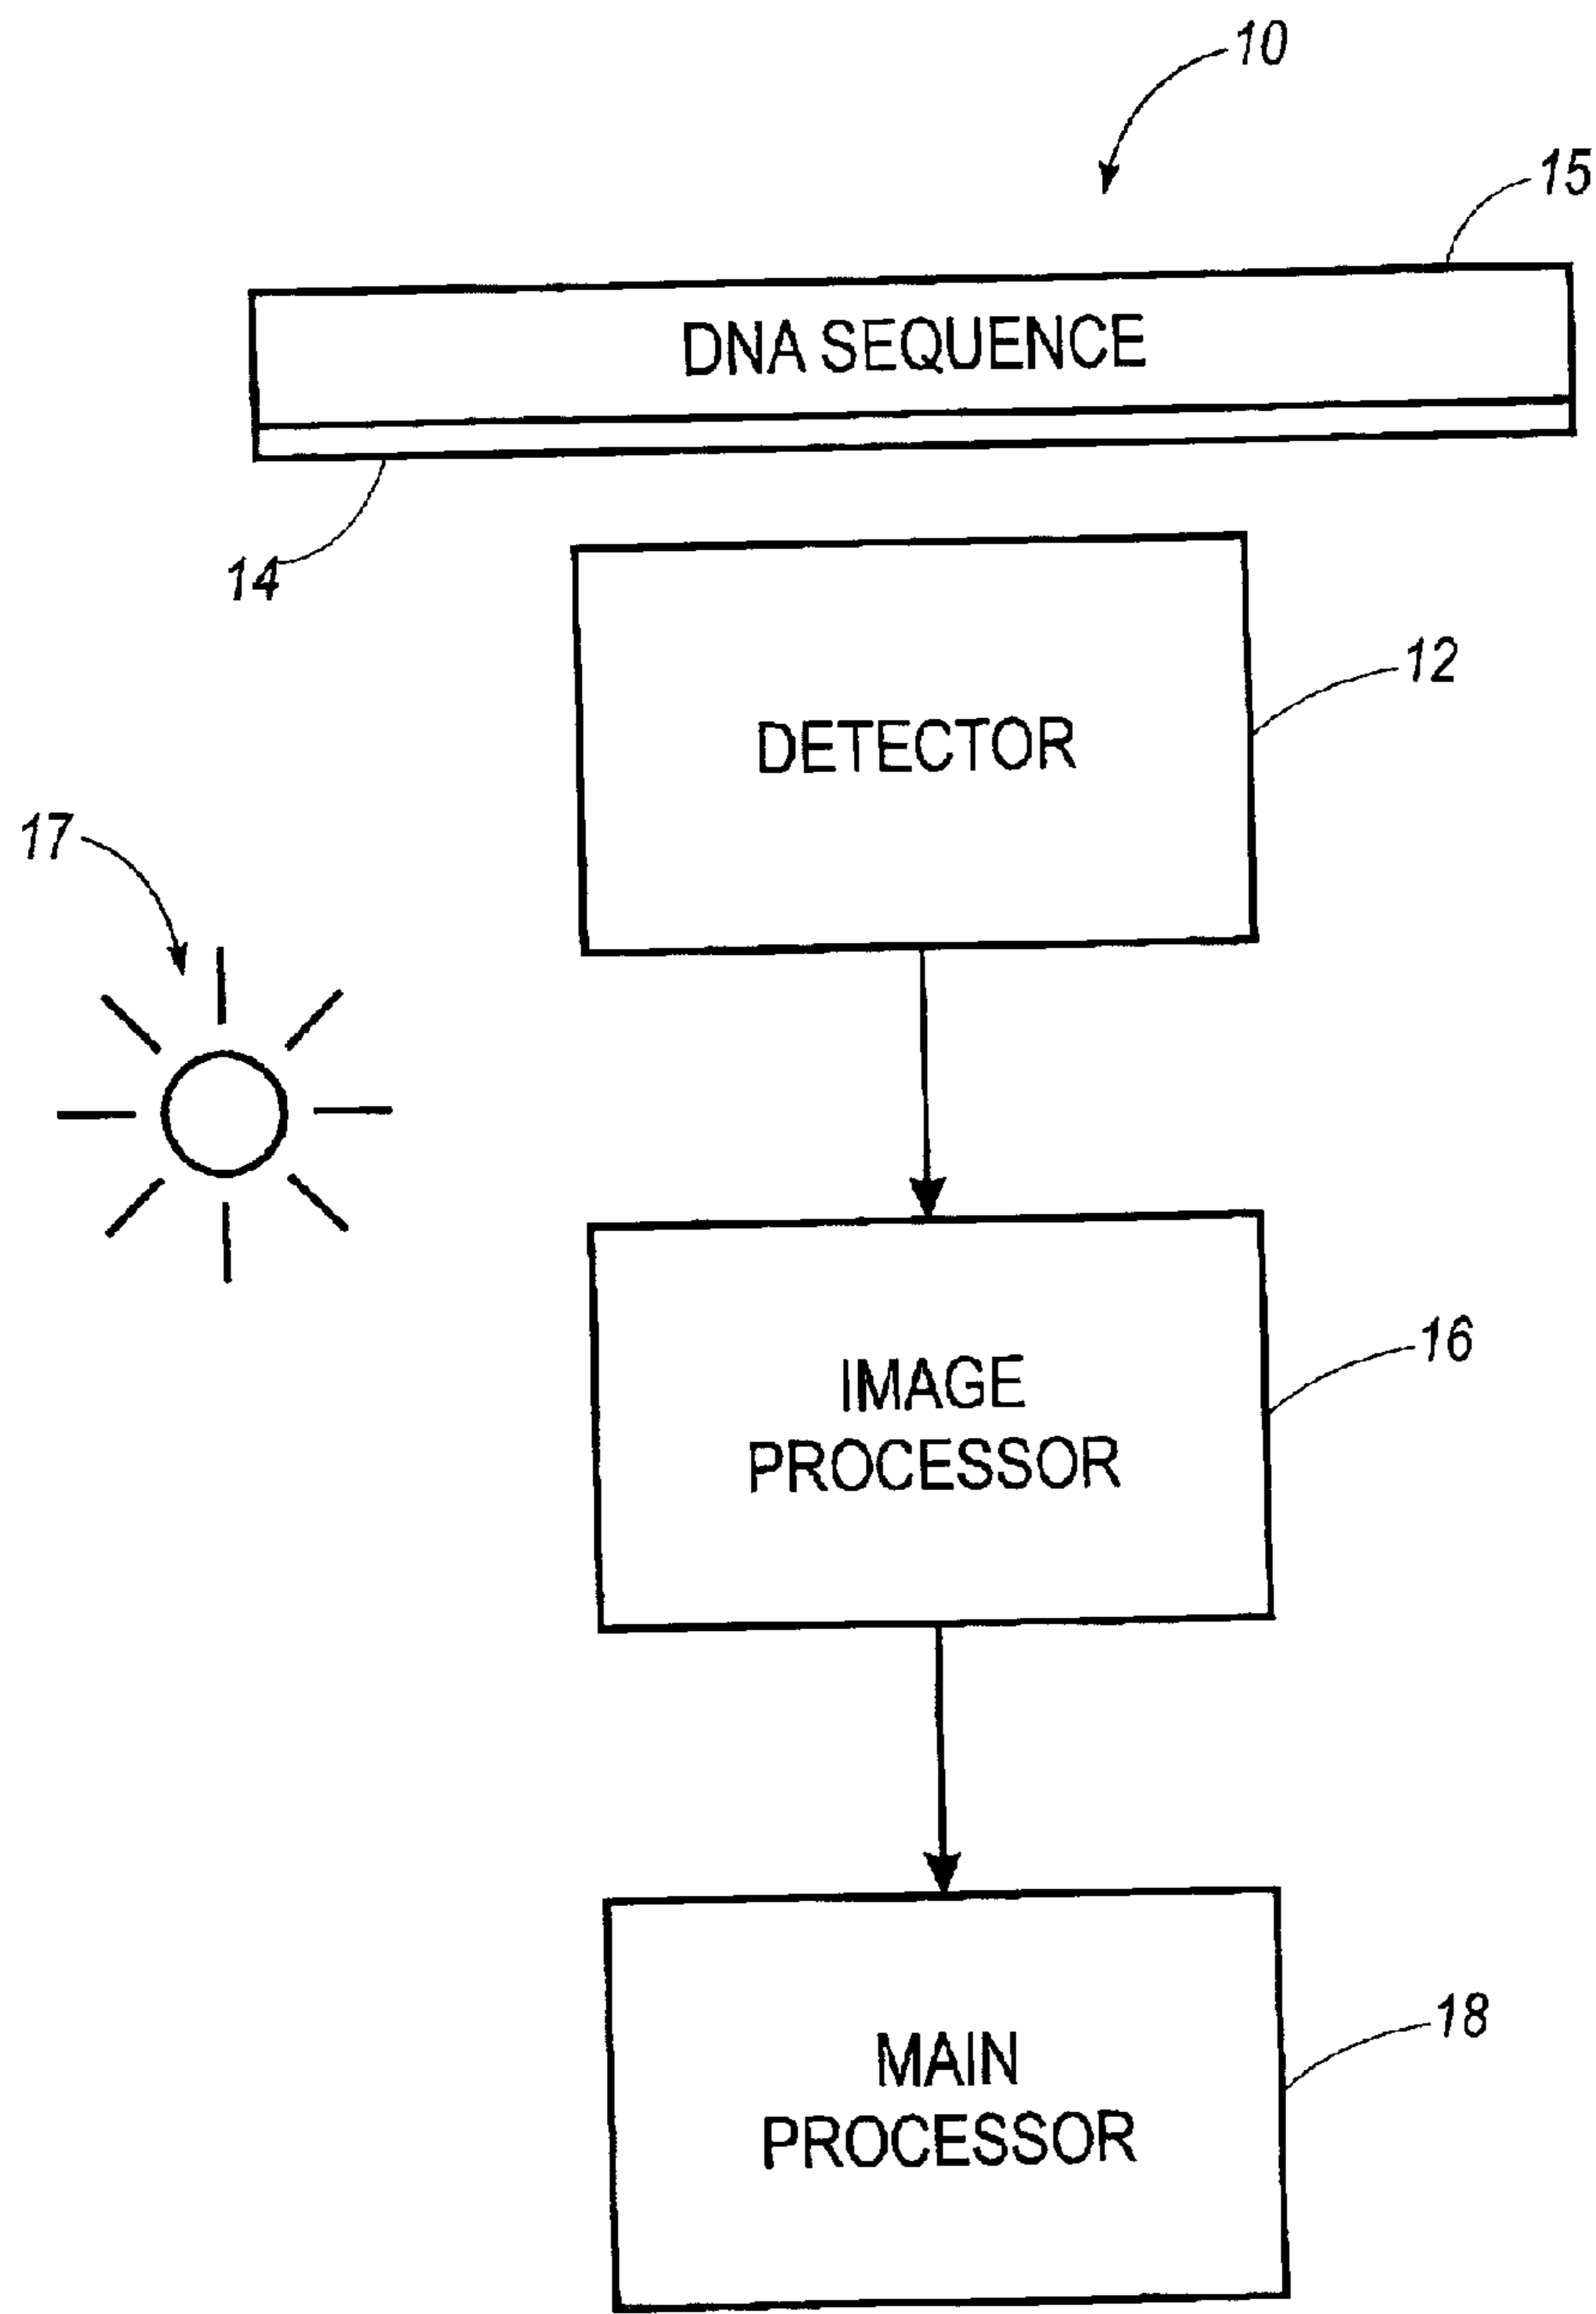 10
15
DNA SEQUENCE
14
DETECTOR
12
17
IMAGE
PROCESSOR
16
MAIN
PROCESSOR
18